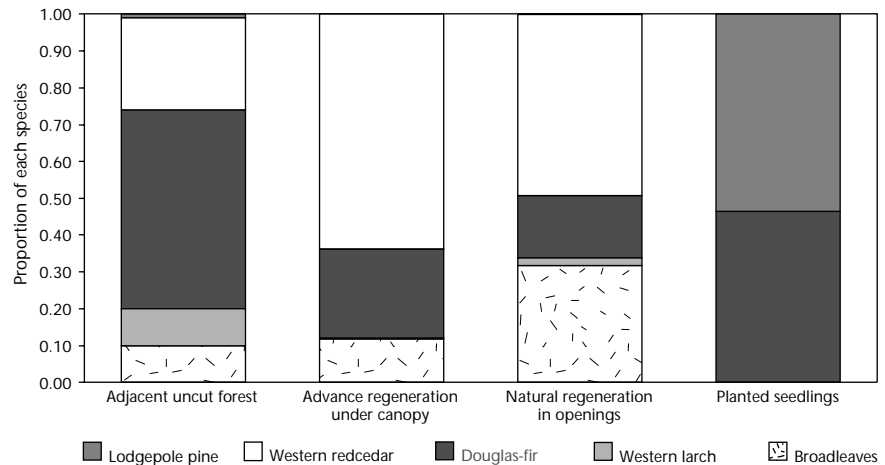 Proportion of each species
1.00
0.90
0.80
0.70
0.60
0.50
0.40
0.30
0.20
0.10
0.00
Adjacent uncut forest
Advance regeneration
under canopy
Natural regeneration
in openings
Planted seedlings
Lodgepole pine
Western redcedar
Douglas-fir
Western larch
Broadleaves